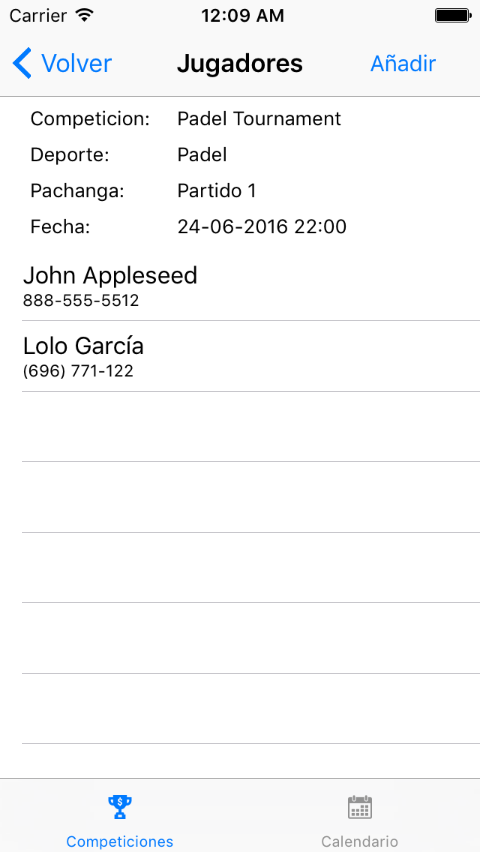 Carrier 12:09 AM
Volver Jugadores Añadir
Competicion: Padel Tournament
Deporte: Padel
Pachanga: Partido 1
Fecha: 24-06-2016 22:00
John Appleseed
888-555-5512
Lolo García
(696) 771-122
$
Competiciones Calendario